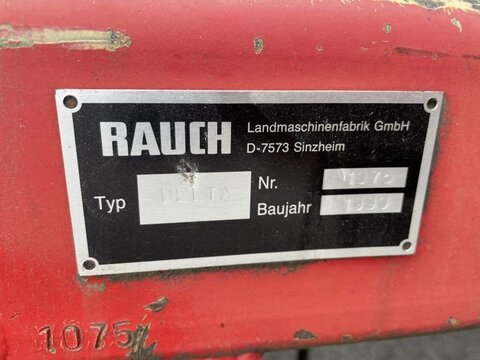 RAUCH
Landmaschinenfabrik GmbH
D-7573 Sinzheim
Typ DELTA
Nr. 1075
Baujahr
1075